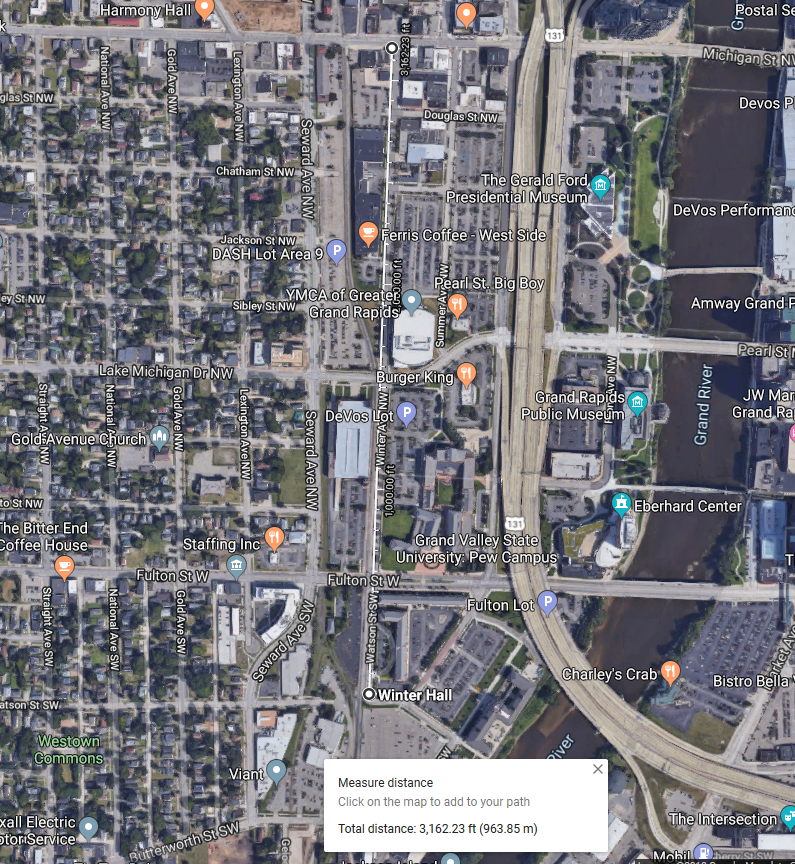 Harmony Hall
3,162.23 ft
131
Postal Se
Michigan St NW
National Ave NW
Gold Ave NW
Lexington Ave NW
glas St NW
Devos P
Douglas St NW
Seward Ave NW
Chatham St NW
The Gerald Ford
Presidential Museum
DeVos Performanc
Jackson St NW
DASH Lot Area 9
P
Ferris Coffee - West Side
ey St NW
Sibley St NW
YMCA of Greater
Grand Rapids
Summer Ave NW
Pearl St. Big Boy
Amway Grand P
Pearl St N
Lake Michigan Dr NW
Burger King
Grand Rapids
Public Museum
Grand River
JW Mar
Grand Ra
Straight Ave NW
National Ave NW
Gold Ave NW
Lexington Ave NW
Seward Ave NW
DeVos Lot
P
Winter Ave NW
Gold Avenue Church
1,000.00 ft
to St NW
Eberhard Center
131
The Bitter End
Coffee House
Staffing Inc
Grand Valley State
University: Pew Campus
Fulton St W
Fulton St W
Fulton Lot
P
Straight Ave SW
National Ave SW
Gold Ave SW
Seward Ave SW
Watson St SW
Charley's Crab
Bistro Bella
Winter Hall
atson St SW
Westown
Commons
River
Viant
Measure distance
Click on the map to add to your path
Total distance: 3,162.23 ft (963.85 m)
xall Electric
otor Service
Butterworth St SW
The Intersection
Mobil